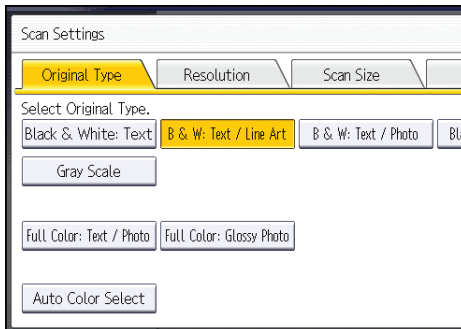 Scan Settings
Original Type Resolution Scan Size
Select Original Type.
Black & White: Text B & W: Text / Line Art B & W: Text / Photo Bl
Gray Scale
Full Color: Text / Photo Full Color: Glossy Photo
Auto Color Select